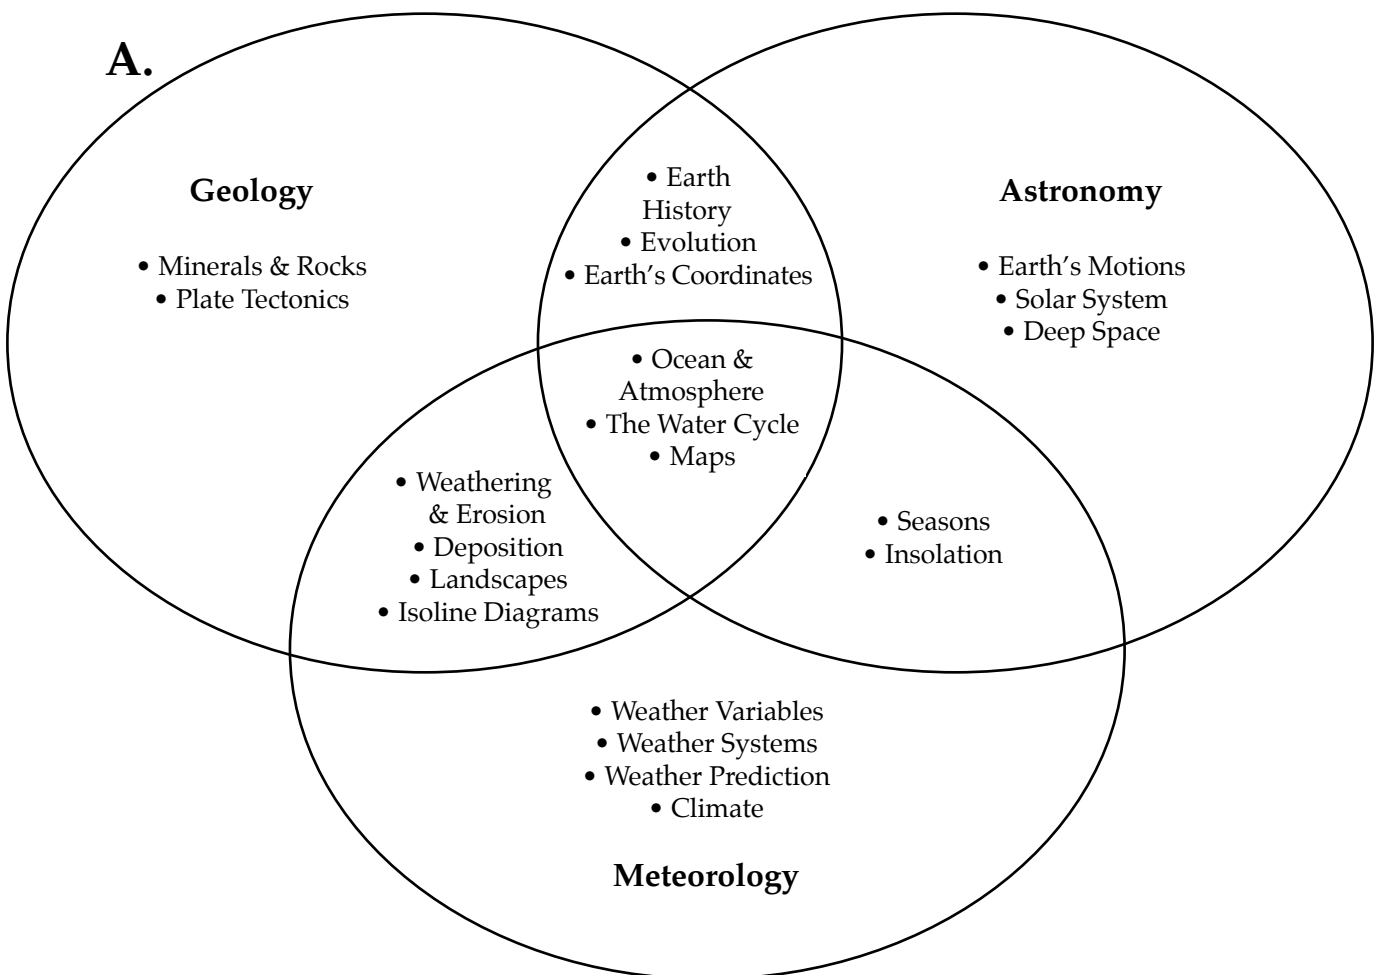 A.
Geology
• Minerals & Rocks
• Plate Tectonics
• Earth
History
• Evolution
• Earth's Coordinates
Astronomy
• Earth's Motions
• Solar System
• Deep Space
• Ocean &
Atmosphere
• The Water Cycle
• Maps
• Weathering
& Erosion
• Deposition
• Landscapes
• Isoline Diagrams
• Seasons
• Insolation
• Weather Variables
• Weather Systems
• Weather Prediction
• Climate
Meteorology